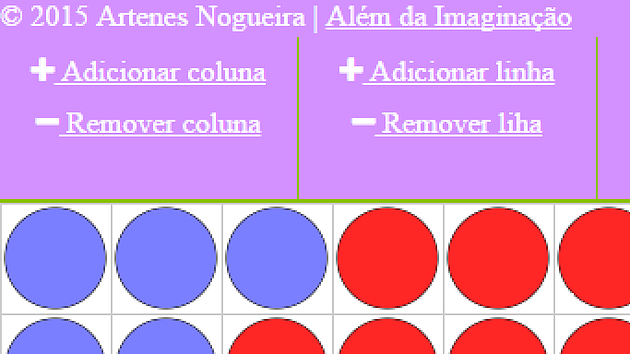 © 2015 Artenes Nogueira | Além da Imaginação
+ Adicionar coluna
+ Adicionar linha
− Remover coluna
− Remover liha